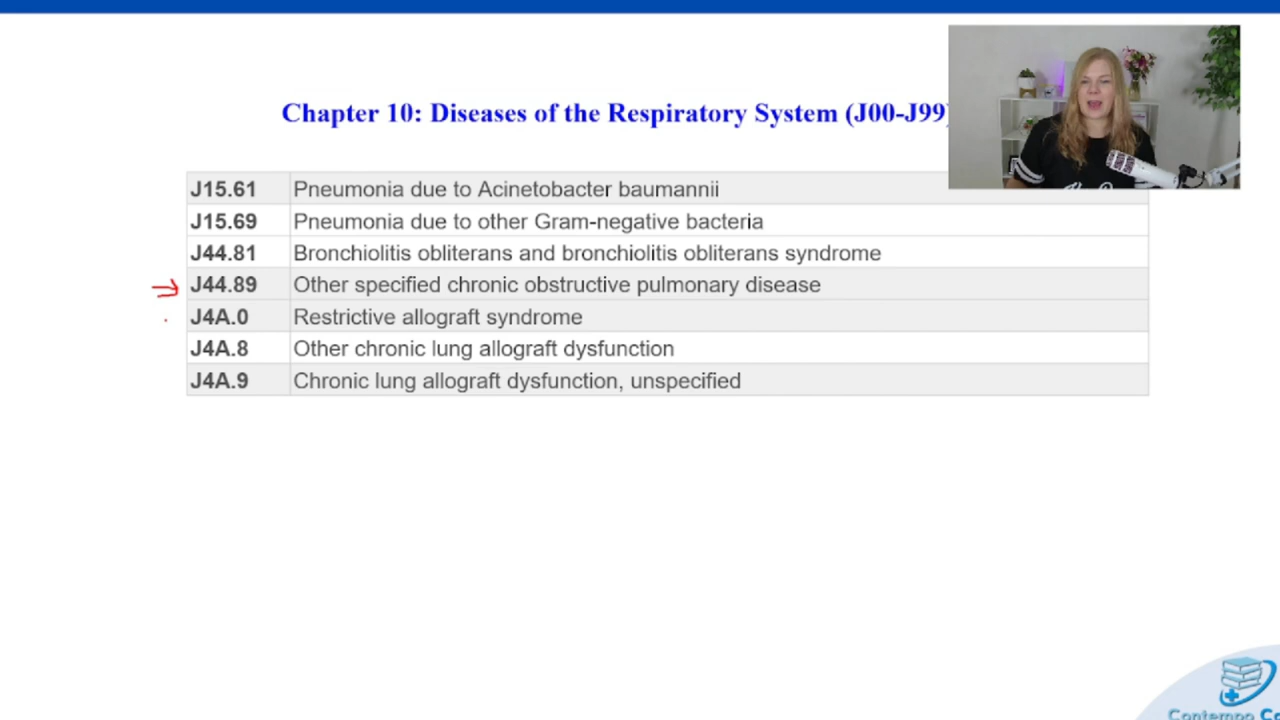 Chapter 10: Diseases of the Respiratory System (J00-J99)
J15.61 Pneumonia due to Acinetobacter baumannii
J15.69 Pneumonia due to other Gram-negative bacteria
J44.81 Bronchiolitis obliterans and bronchiolitis obliterans syndrome
J44.89 Other specified chronic obstructive pulmonary disease
J4A.0 Restrictive allograft syndrome
J4A.8 Other chronic lung allograft dysfunction
J4A.9 Chronic lung allograft dysfunction, unspecified
Contempo